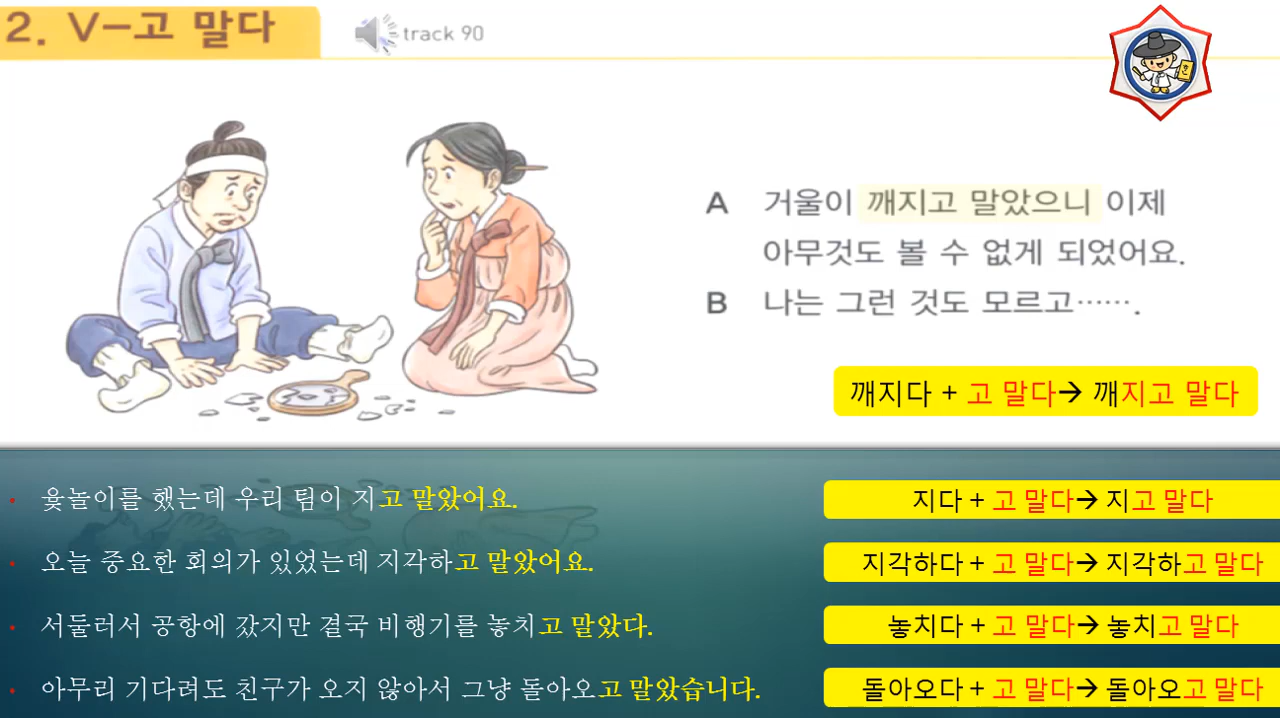 2. V-고 말다
track 90
A 거울이 깨지고 말았으니 이제
아무것도 볼 수 없게 되었어요.
B 나는 그런 것도 모르고…….
깨지다 + 고 말다→ 깨지고 말다
• 윷놀이를 했는데 우리 팀이 지고 말았어요.
지다 + 고 말다→ 지고 말다
• 오늘 중요한 회의가 있었는데 지각하고 말았어요.
지각하다 + 고 말다→ 지각하고 말다
• 서둘러서 공항에 갔지만 결국 비행기를 놓치고 말았다.
놓치다 + 고 말다→ 놓치고 말다
• 아무리 기다려도 친구가 오지 않아서 그냥 돌아오고 말았습니다.
돌아오다 + 고 말다→ 돌아오고 말다